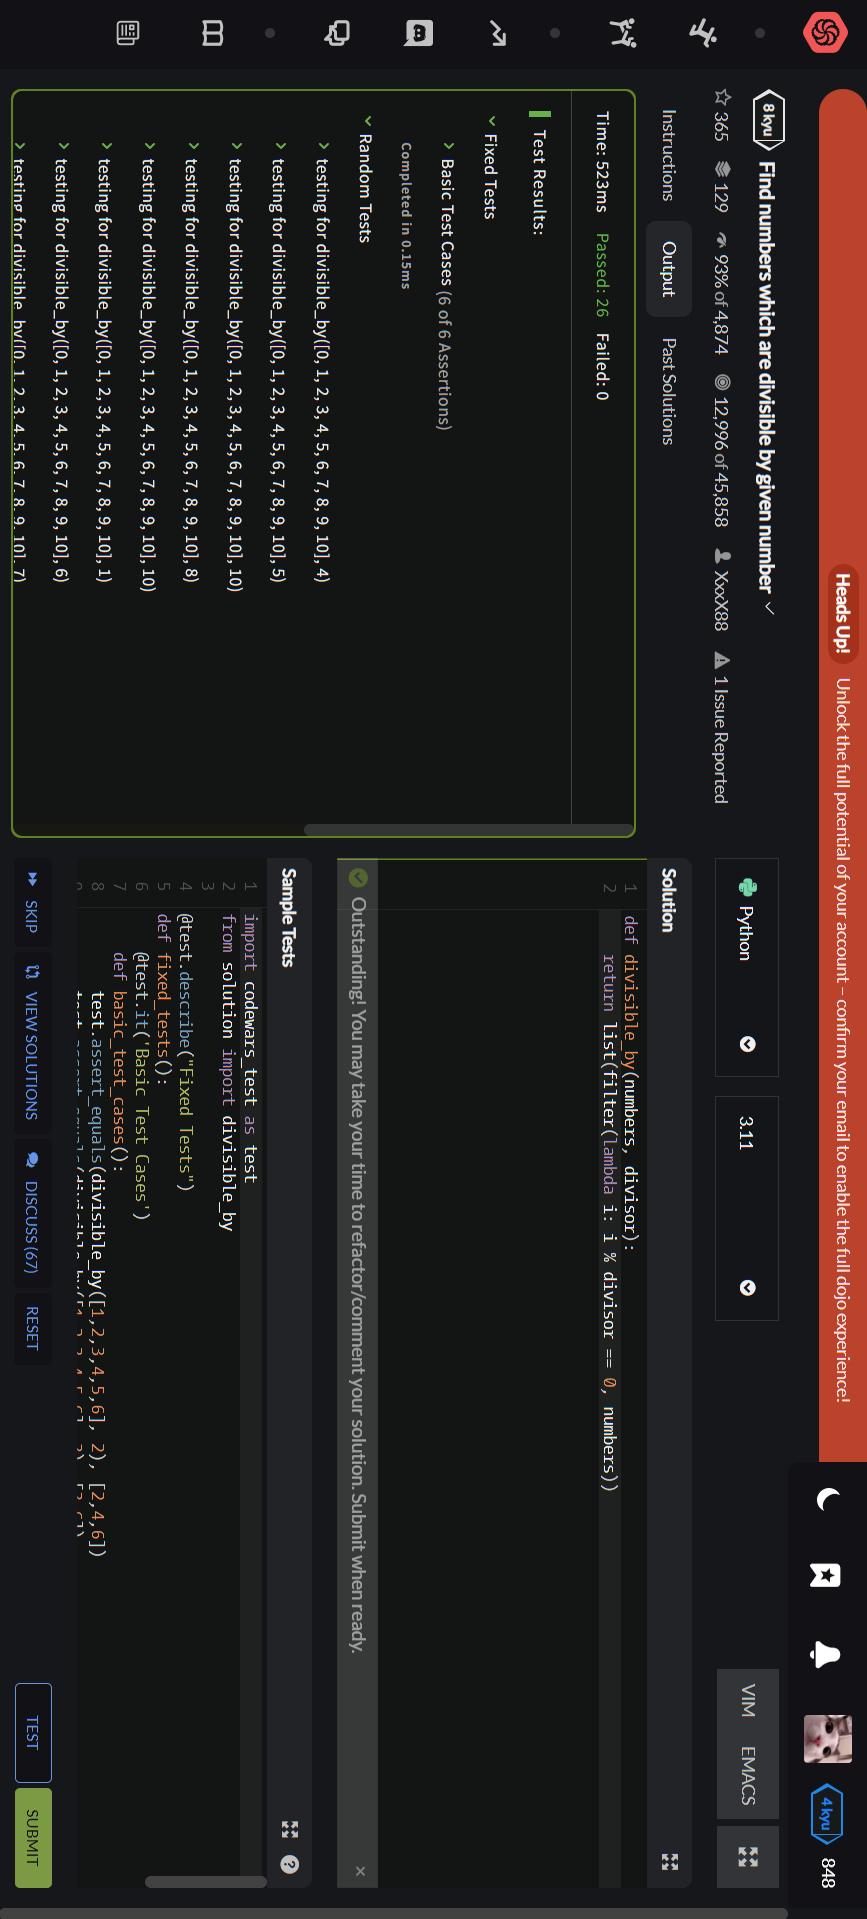 Heads Up! Unlock the full potential of your account – confirm your email to enable the full dojo experience!
4 kyu 848
8 kyu Find numbers which are divisible by given number
365 129 93% of 4,874 12,996 of 45,858 XxxX88 1 Issue Reported
Python 3.11 VIM EMACS
Instructions Output Past Solutions
Time: 523ms Passed: 26 Failed: 0
Test Results:
Fixed Tests
Basic Test Cases (6 of 6 Assertions)
Completed in 0.15ms
Random Tests
testing for divisible_by([0, 1, 2, 3, 4, 5, 6, 7, 8, 9, 10], 4)
testing for divisible_by([0, 1, 2, 3, 4, 5, 6, 7, 8, 9, 10], 5)
testing for divisible_by([0, 1, 2, 3, 4, 5, 6, 7, 8, 9, 10], 10)
testing for divisible_by([0, 1, 2, 3, 4, 5, 6, 7, 8, 9, 10], 8)
testing for divisible_by([0, 1, 2, 3, 4, 5, 6, 7, 8, 9, 10], 10)
testing for divisible_by([0, 1, 2, 3, 4, 5, 6, 7, 8, 9, 10], 1)
testing for divisible_by([0, 1, 2, 3, 4, 5, 6, 7, 8, 9, 10], 6)
testing for divisible_by([0, 1, 2, 3, 4, 5, 6, 7, 8, 9, 10], 7)
Solution
1 def divisible_by(numbers, divisor):
2 return list(filter(lambda i: i % divisor == 0, numbers))
Outstanding! You may take your time to refactor/comment your solution. Submit when ready. ×
Sample Tests
1 import codewars_test as test
2 from solution import divisible_by
3
4 @test.describe("Fixed Tests")
5 def fixed_tests():
6 @test.it('Basic Test Cases')
7 def basic_test_cases():
8 test.assert_equals(divisible_by([1,2,3,4,5,6], 2), [2,4,6])
SKIP VIEW SOLUTIONS DISCUSS (67) RESET TEST SUBMIT